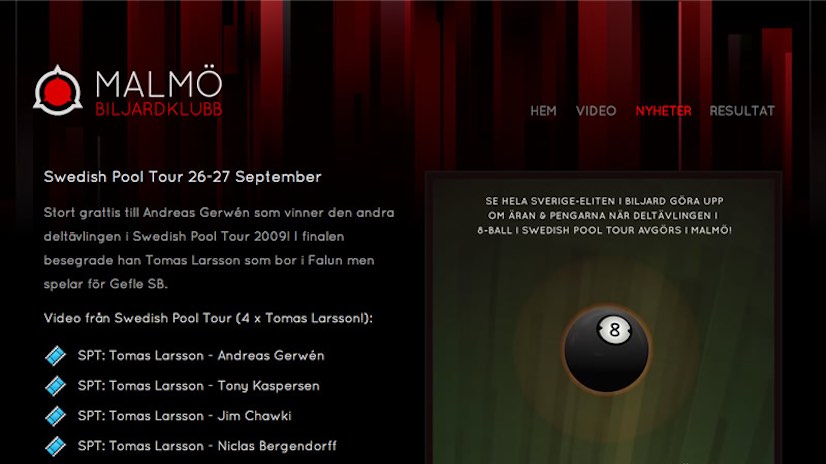 MALMÖ
BILJARDKLUBB
HEM VIDEO NYHETER RESULTAT
Swedish Pool Tour 26-27 September
Stort grattis till Andreas Gerwén som vinner den andra
deltävlingen i Swedish Pool Tour 2009! I finalen
besegrade han Tomas Larsson som bor i Falun men
spelar för Gefle SB.
Video från Swedish Pool Tour (4 x Tomas Larsson!):
SPT: Tomas Larsson - Andreas Gerwén
SPT: Tomas Larsson - Tony Kaspersen
SPT: Tomas Larsson - Jim Chawki
SPT: Tomas Larsson - Niclas Bergendorff
SE HELA SVERIGE-ELITEN I BILJARD GÖRA UPP
OM ÄRAN & PENGARNA NÄR DELTÄVLINGEN I
8-BALL I SWEDISH POOL TOUR AVGÖRS I MALMÖ!
8